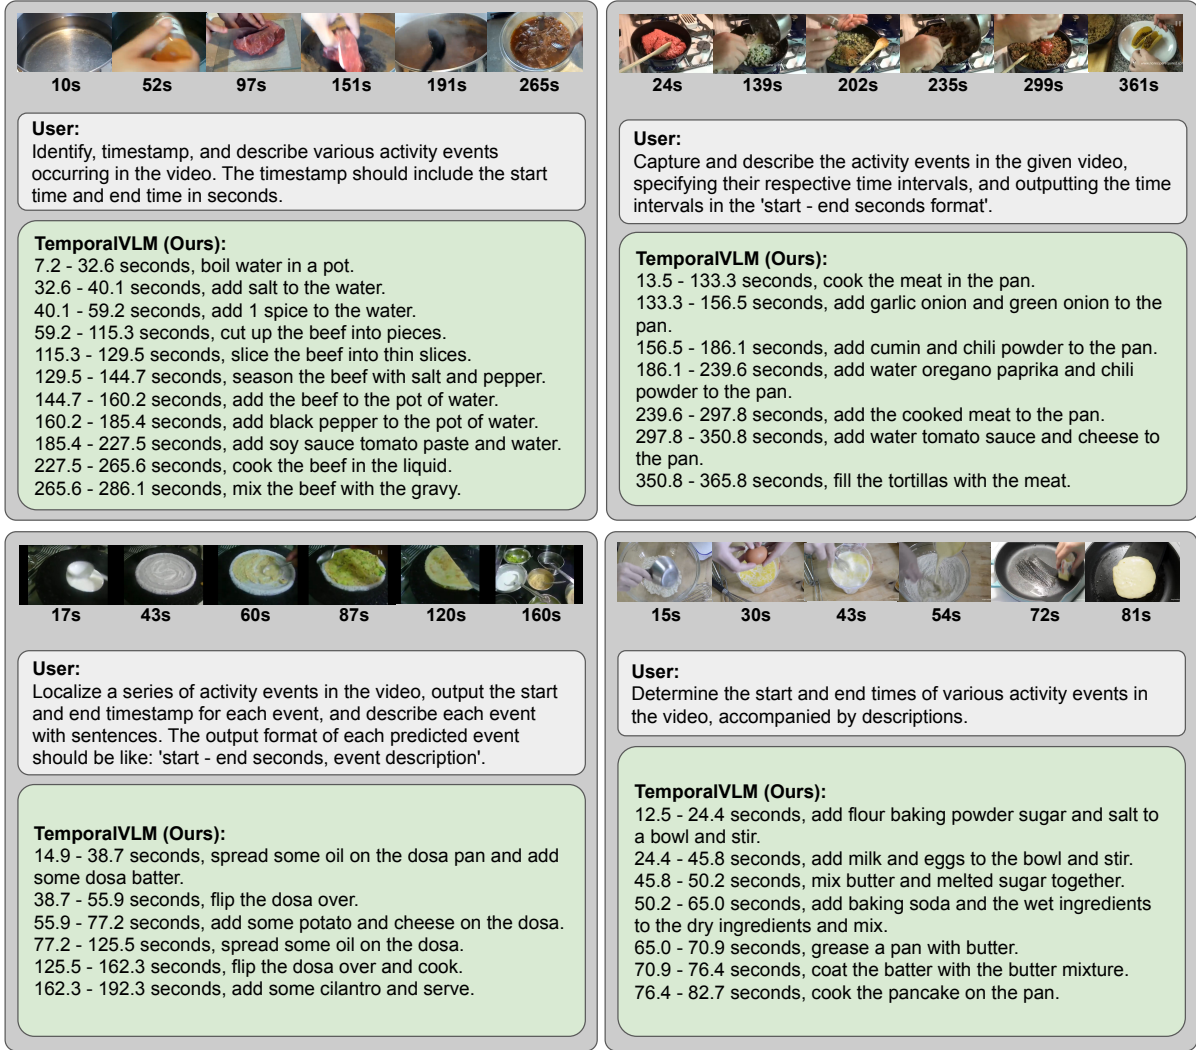 10s 52s 97s 151s 191s 265s
User:
Identify, timestamp, and describe various activity events
occurring in the video. The timestamp should include the start
time and end time in seconds.
TemporalVLM (Ours):
7.2 - 32.6 seconds, boil water in a pot.
32.6 - 40.1 seconds, add salt to the water.
40.1 - 59.2 seconds, add 1 spice to the water.
59.2 - 115.3 seconds, cut up the beef into pieces.
115.3 - 129.5 seconds, slice the beef into thin slices.
129.5 - 144.7 seconds, season the beef with salt and pepper.
144.7 - 160.2 seconds, add the beef to the pot of water.
160.2 - 185.4 seconds, add black pepper to the pot of water.
185.4 - 227.5 seconds, add soy sauce tomato paste and water.
227.5 - 265.6 seconds, cook the beef in the liquid.
265.6 - 286.1 seconds, mix the beef with the gravy.
24s 139s 202s 235s 299s 361s
User:
Capture and describe the activity events in the given video,
specifying their respective time intervals, and outputting the time
intervals in the 'start - end seconds format'.
TemporalVLM (Ours):
13.5 - 133.3 seconds, cook the meat in the pan.
133.3 - 156.5 seconds, add garlic onion and green onion to the
pan.
156.5 - 186.1 seconds, add cumin and chili powder to the pan.
186.1 - 239.6 seconds, add water oregano paprika and chili
powder to the pan.
239.6 - 297.8 seconds, add the cooked meat to the pan.
297.8 - 350.8 seconds, add water tomato sauce and cheese to
the pan.
350.8 - 365.8 seconds, fill the tortillas with the meat.
17s 43s 60s 87s 120s 160s
User:
Localize a series of activity events in the video, output the start
and end timestamp for each event, and describe each event
with sentences. The output format of each predicted event
should be like: 'start - end seconds, event description'.
TemporalVLM (Ours):
14.9 - 38.7 seconds, spread some oil on the dosa pan and add
some dosa batter.
38.7 - 55.9 seconds, flip the dosa over.
55.9 - 77.2 seconds, add some potato and cheese on the dosa.
77.2 - 125.5 seconds, spread some oil on the dosa.
125.5 - 162.3 seconds, flip the dosa over and cook.
162.3 - 192.3 seconds, add some cilantro and serve.
15s 30s 43s 54s 72s 81s
User:
Determine the start and end times of various activity events in
the video, accompanied by descriptions.
TemporalVLM (Ours):
12.5 - 24.4 seconds, add flour baking powder sugar and salt to
a bowl and stir.
24.4 - 45.8 seconds, add milk and eggs to the bowl and stir.
45.8 - 50.2 seconds, mix butter and melted sugar together.
50.2 - 65.0 seconds, add baking soda and the wet ingredients
to the dry ingredients and mix.
65.0 - 70.9 seconds, grease a pan with butter.
70.9 - 76.4 seconds, coat the batter with the butter mixture.
76.4 - 82.7 seconds, cook the pancake on the pan.